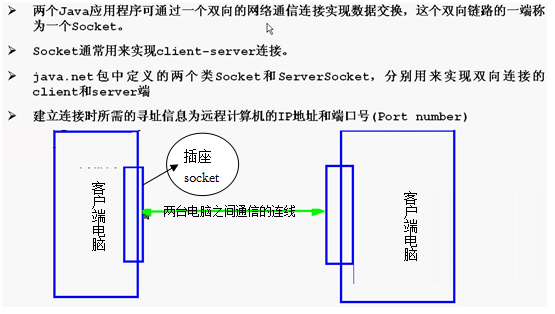 两个Java应用程序可通过一个双向的网络通信连接实现数据交换，这个双向链路的一端称
为一个Socket。
Socket通常用来实现client-server连接。
java.net包中定义的两个类Socket和ServerSocket，分别用来实现双向连接的
client和server端
建立连接时所需的寻址信息为远程计算机的IP地址和端口号(Port number)
插座
socket
客户端电脑
两台电脑之间通信的连线
客户端电脑